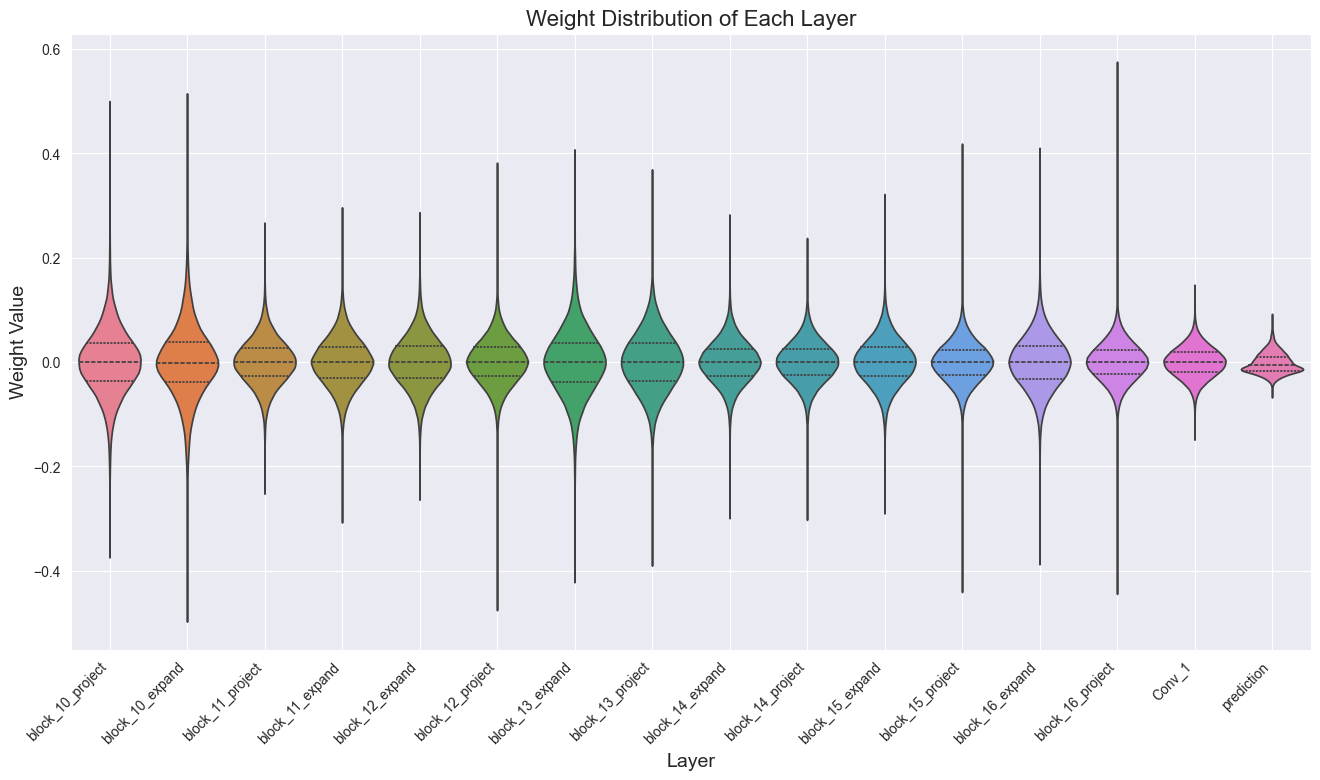 Weight Distribution of Each Layer
Weight Value
0.6
0.4
0.2
0.0
−0.2
−0.4
block_10_project
block_10_expand
block_11_project
block_11_expand
block_12_expand
block_12_project
block_13_expand
block_13_project
block_14_expand
block_14_project
block_15_expand
block_15_project
block_16_expand
block_16_project
Conv_1
prediction
Layer